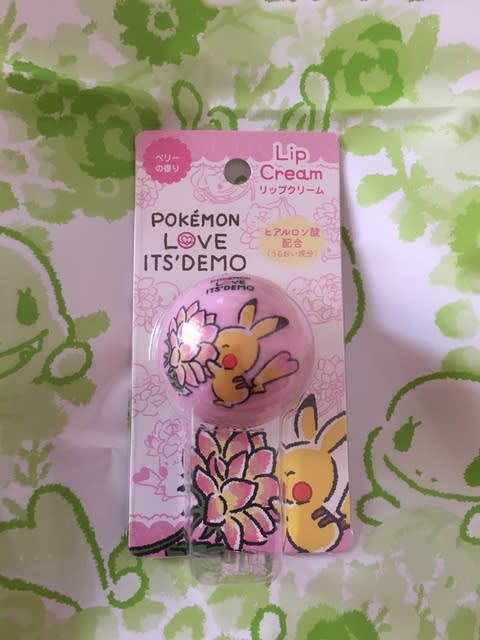 ベリー
の香り
Lip
Cream
リップクリーム
POKÉMON
LOVE
ITS'DEMO
ヒアルロン酸
配合
(うるおい成分)
LOVE
ITS'DEMO